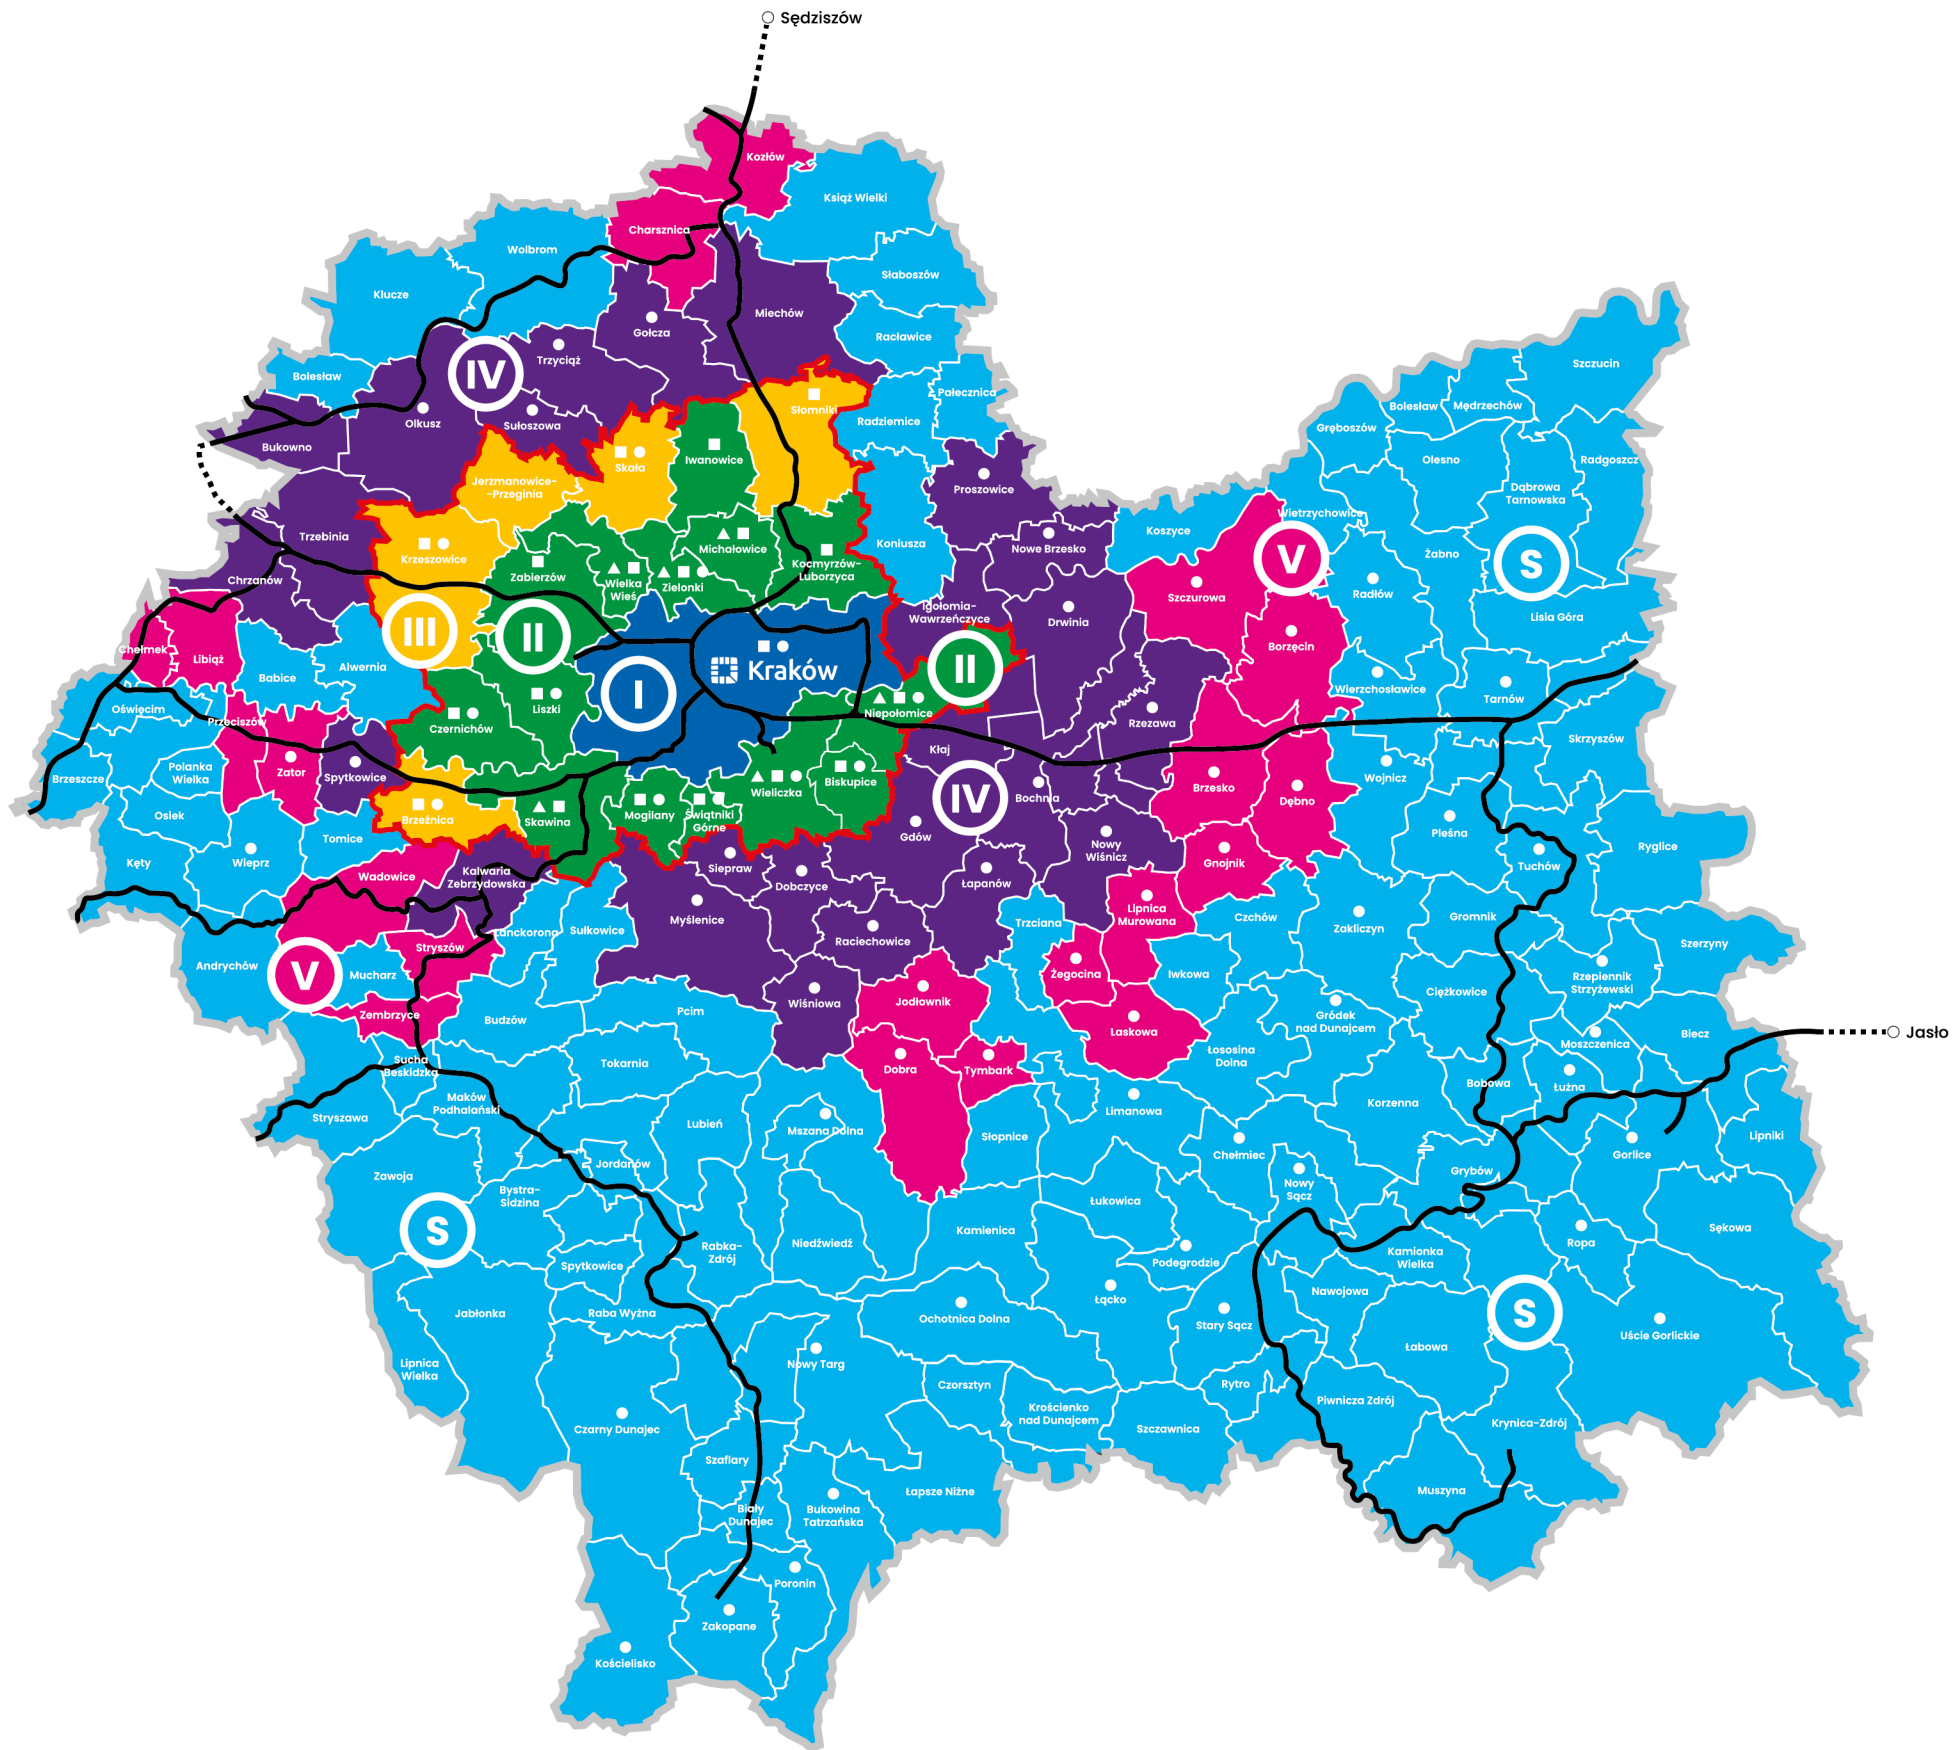 Sędziszów
Kozłów
Książ Wielki
Charsznica
Wolbrom
Słaboszów
Klucze
Miechów
Gołcza
Racławice
Trzyciąż
IV
Szczucin
Bolesław
Pałecznica
Bolesław
Mędrzechów
Słomniki
Olkusz
Sułoszowa
Radziemice
Gręboszów
Bukowno
Iwanowice
Skała
Olesno
Radgoszcz
Jerzmanowice-
-Przeginia
Proszowice
Dąbrowa
Tarnowska
Wietrzychowice
Trzebinia
Koszyce
Koniusza
Michałowice
Nowe Brzesko
Krzeszowice
Żabno
V
S
Kocmyrzów-
Luborzyca
Zabierzów
Wielka
Wieś
Zielonki
Chrzanów
Szczurowa
Radłów
Igołomia-
Wawrzeńczyce
Drwinia
Lisia Góra
III
II
Chełmek
Libiąż
Borzęcin
Alwernia
Babice
Kraków
II
I
Wierzchosławice
Tarnów
Oświęcim
Liszki
Niepołomice
Przeciszów
Czernichów
Rzezawa
Skrzyszów
Kłaj
Polanka
Wielka
Zator
Spytkowice
Brzeszcze
Wieliczka
Biskupice
Wojnicz
Brzesko
Dębno
IV
Bochnia
Osiek
Brzeźnica
Skawina
Mogilany
Świątniki
Górne
Gdów
Pleśna
Tomice
Nowy
Wiśnicz
Ryglice
Kęty
Wieprz
Siepraw
Gnojnik
Tuchów
Wadowice
Kalwaria
Zebrzydowska
Dobczyce
Łapanów
Myślenice
Lipnica
Murowana
Czchów
Gromnik
Trzciana
Zakliczyn
Lanckorona
Sułkowice
Raciechowice
Szerzyny
Stryszów
Andrychów
V
Mucharz
Żegocina
Iwkowa
Rzepiennik
Strzyżewski
Ciężkowice
Wiśniowa
Jodłownik
Zembrzyce
Budzów
Pcim
Laskowa
Gródek
nad Dunajcem
Biecz
Jasło
Moszczenica
Łososina
Dolna
Sucha
Beskidzka
Tokarnia
Dobra
Tymbark
Bobowa
Łużna
Maków
Podhalański
Korzenna
Limanowa
Stryszawa
Lubień
Mszana Dolna
Słopnice
Lipniki
Chełmiec
Gorlice
Jordanów
Zawoja
Grybów
Nowy
Sącz
Bystra-
Sidzina
Łukowica
S
Kamienica
Sękowa
Rabka-
Zdrój
Niedźwiedź
Ropa
Kamionka
Wielka
Podegrodzie
Spytkowice
Nawojowa
Łącko
S
Jabłonka
Raba Wyżna
Ochotnica Dolna
Stary Sącz
Uście Gorlickie
Łabowa
Lipnica
Wielka
Nowy Targ
Czorsztyn
Rytro
Piwnicza Zdrój
Krościenko
nad Dunajcem
Czarny Dunajec
Szczawnica
Krynica-Zdrój
Szaflary
Łapsze Niżne
Muszyna
Biały
Dunajec
Bukowina
Tatrzańska
Poronin
Zakopane
Kościelisko